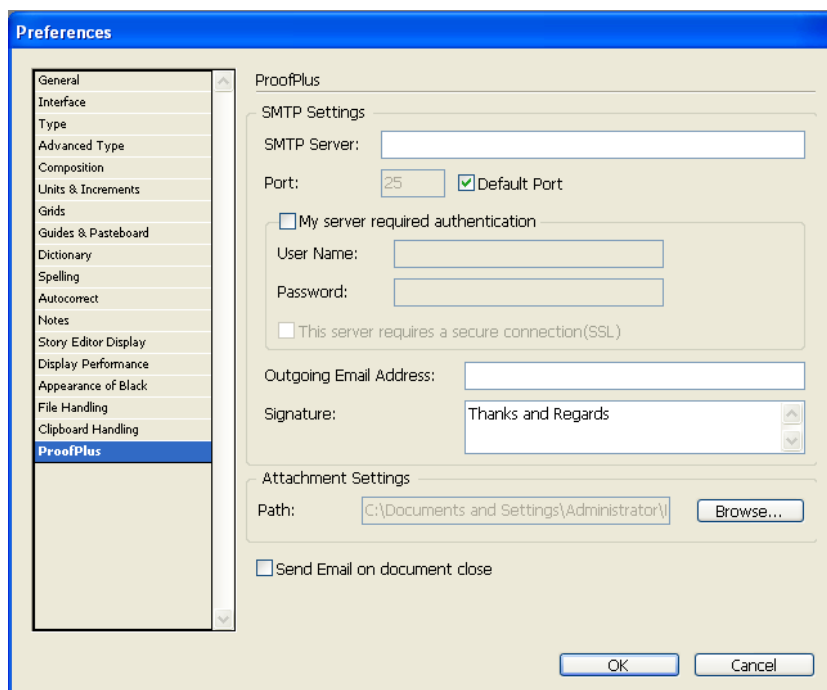 Preferences
General
Interface
Type
Advanced Type
Composition
Units & Increments
Grids
Guides & Pasteboard
Dictionary
Spelling
Autocorrect
Notes
Story Editor Display
Display Performance
Appearance of Black
File Handling
Clipboard Handling
ProofPlus
ProofPlus
SMTP Settings
SMTP Server:
Port: 25 Default Port
My server required authentication
User Name:
Password:
This server requires a secure connection(SSL)
Outgoing Email Address:
Signature: Thanks and Regards
Attachment Settings
Path: C:\Documents and Settings\Administrator\ Browse...
Send Email on document close
OK Cancel